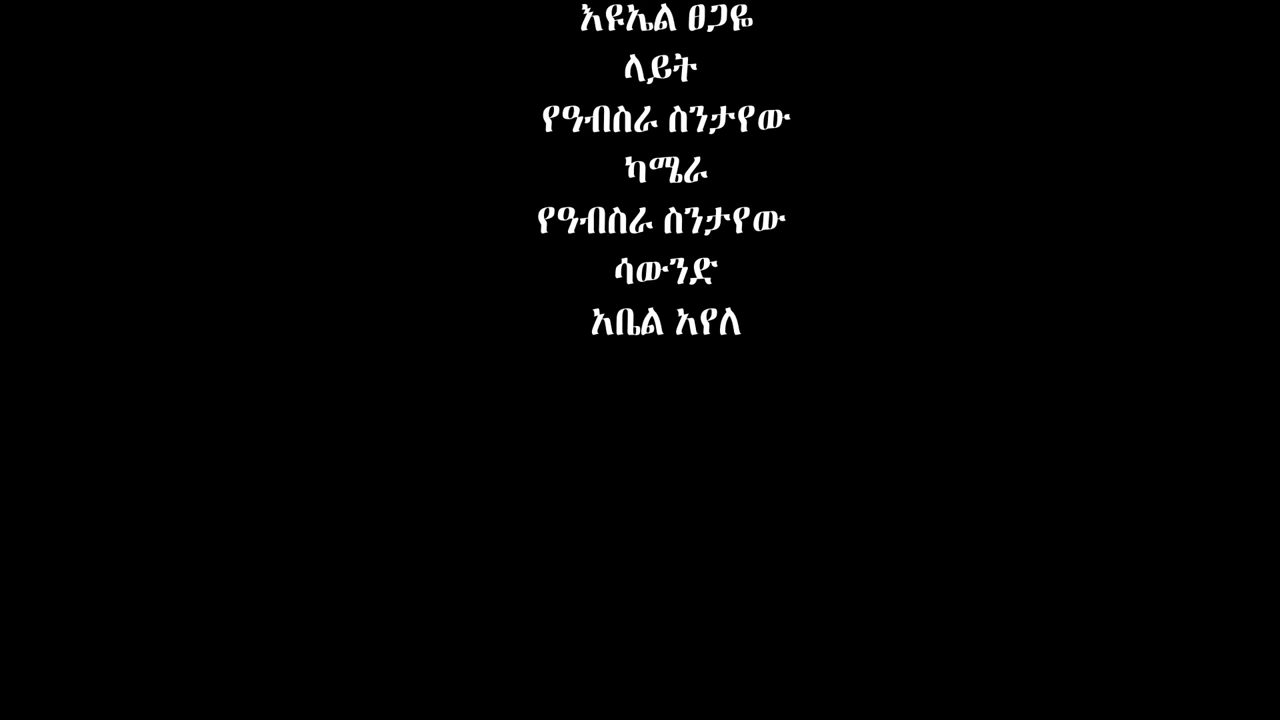 እዩኤል ፀጋዬ
ላይት
የዓብስራ ስንታየው
ካሜራ
የዓብስራ ስንታየው
ሳውንድ
አቤል አየለ